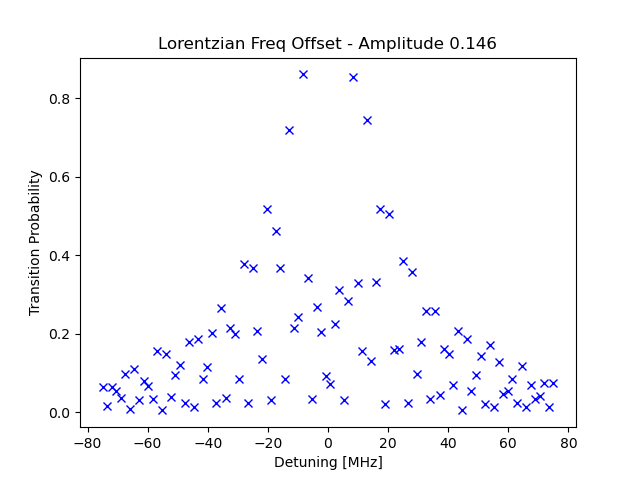 Lorentzian Freq Offset - Amplitude 0.146
Transition Probability
0.8
0.6
0.4
0.2
0.0
−80 −60 −40 −20 0 20 40 60 80
Detuning [MHz]